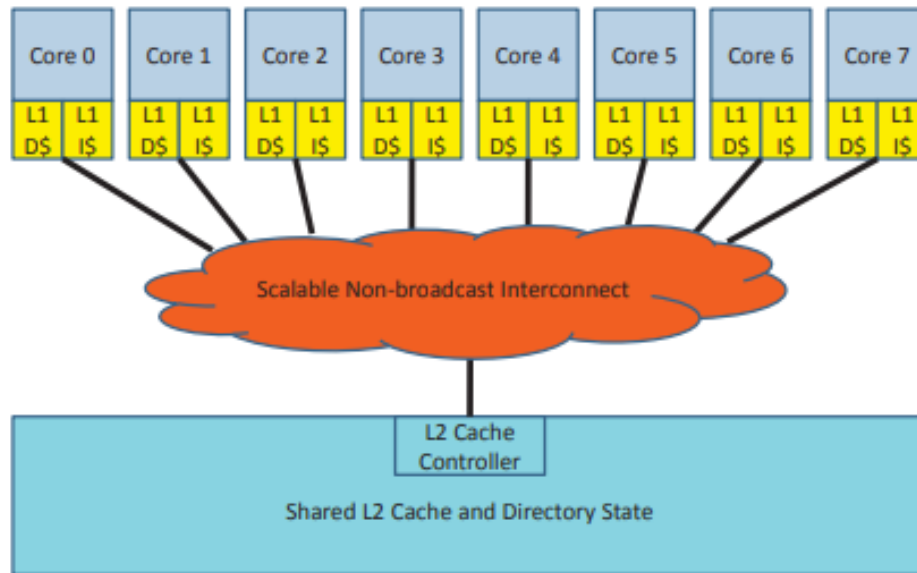 Core 0 Core 1 Core 2 Core 3 Core 4 Core 5 Core 6 Core 7
L1 L1 L1 L1 L1 L1 L1 L1 L1 L1 L1 L1 L1 L1 L1 L1
D$ I$ D$ I$ D$ I$ D$ I$ D$ I$ D$ I$ D$ I$ D$ I$
Scalable Non-broadcast Interconnect
L2 Cache
Controller
Shared L2 Cache and Directory State